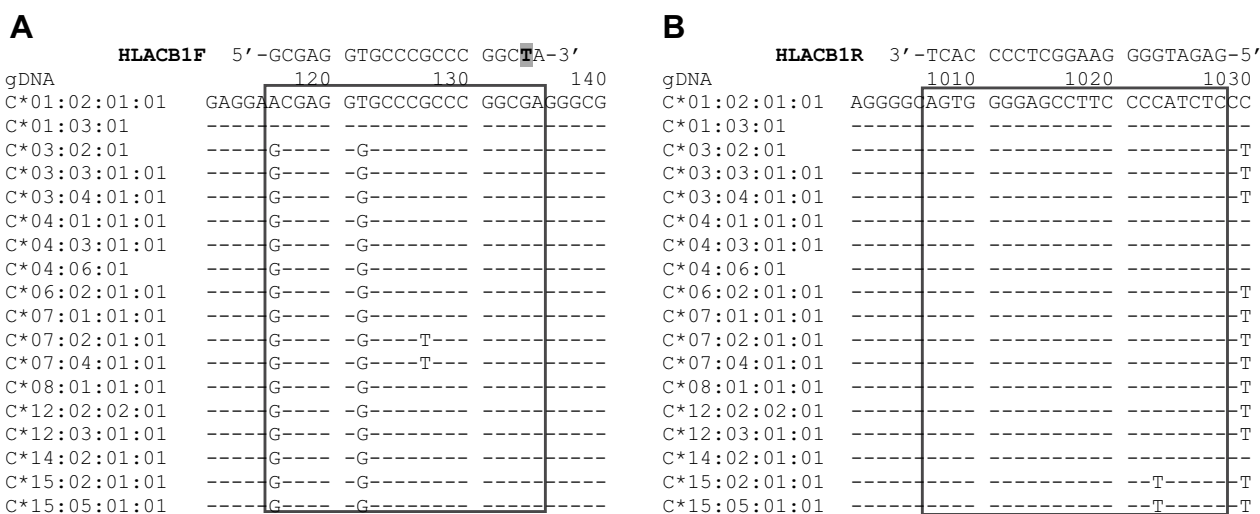 A
HLACB1F 5′-GCGAG GTGCCCGCCC GGCTA-3′
gDNA 120 130 140
C*01:02:01:01 GAGGAACGAG GTGCCCGCCC GGCGAGGGCG
C*01:03:01 ---------- ---------- ----------
C*03:02:01 -----G---- -G-------- ----------
C*03:03:01:01 -----G---- -G-------- ----------
C*03:04:01:01 -----G---- -G-------- ----------
C*04:01:01:01 -----G---- -G-------- ----------
C*04:03:01:01 -----G---- -G-------- ----------
C*04:06:01 -----G---- -G-------- ----------
C*06:02:01:01 -----G---- -G-------- ----------
C*07:01:01:01 -----G---- -G-------- ----------
C*07:02:01:01 -----G---- -G----T--- ----------
C*07:04:01:01 -----G---- -G----T--- ----------
C*08:01:01:01 -----G---- -G-------- ----------
C*12:02:02:01 -----G---- -G-------- ----------
C*12:03:01:01 -----G---- -G-------- ----------
C*14:02:01:01 -----G---- -G-------- ----------
C*15:02:01:01 -----G---- -G-------- ----------
C*15:05:01:01 -----G---- -G-------- ----------
B
HLACB1R 3′-TCAC CCCTCGGAAG GGGTAGAG-5′
gDNA 1010 1020 1030
C*01:02:01:01 AGGGGCAGTG GGGAGCCTTC CCCATCTCCC
C*01:03:01 ---------- ---------- ----------
C*03:02:01 ---------- ---------- ---------T
C*03:03:01:01 ---------- ---------- ---------T
C*03:04:01:01 ---------- ---------- ---------T
C*04:01:01:01 ---------- ---------- ----------
C*04:03:01:01 ---------- ---------- ----------
C*04:06:01 ---------- ---------- ----------
C*06:02:01:01 ---------- ---------- ---------T
C*07:01:01:01 ---------- ---------- ---------T
C*07:02:01:01 ---------- ---------- ---------T
C*07:04:01:01 ---------- ---------- ---------T
C*08:01:01:01 ---------- ---------- ---------T
C*12:02:02:01 ---------- ---------- ---------T
C*12:03:01:01 ---------- ---------- ---------T
C*14:02:01:01 ---------- ---------- ----------
C*15:02:01:01 ---------- ---------- --T------T
C*15:05:01:01 ---------- ---------- --T------T